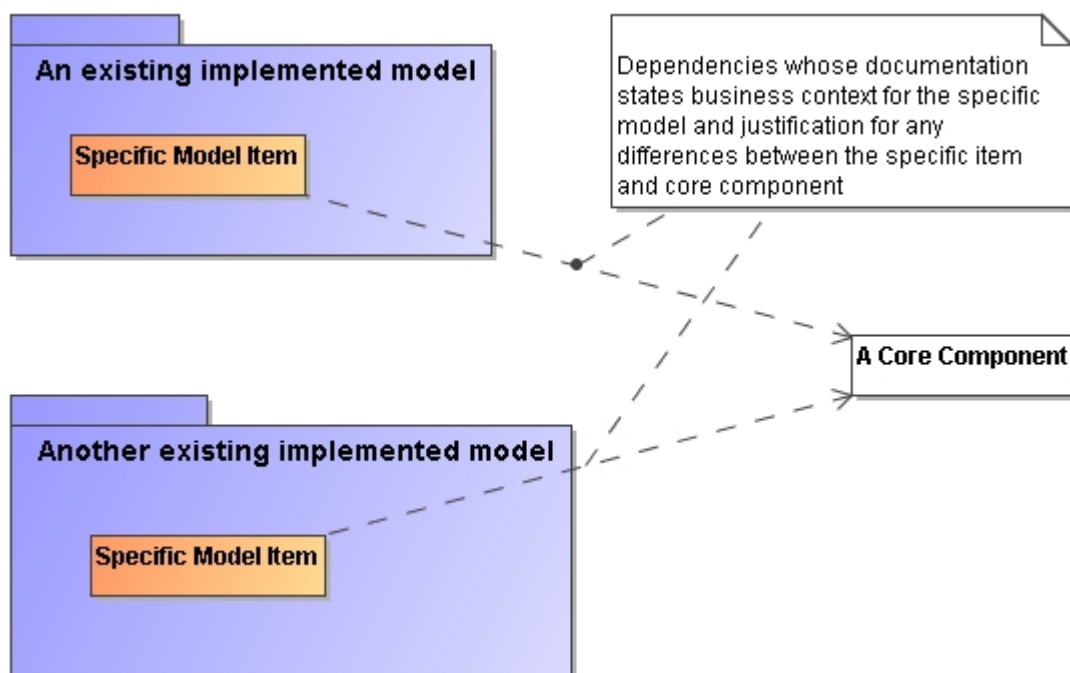 An existing implemented model
Specific Model Item
Dependencies whose documentation
states business context for the specific
model and justification for any
differences between the specific item
and core component
A Core Component
Another existing implemented model
Specific Model Item